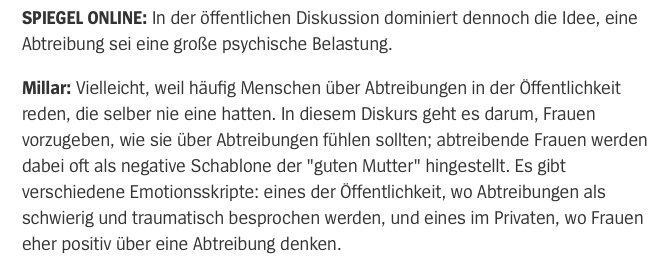 SPIEGEL ONLINE: In der öffentlichen Diskussion dominiert dennoch die Idee, eine
Abtreibung sei eine große psychische Belastung.
Millar: Vielleicht, weil häufig Menschen über Abtreibungen in der Öffentlichkeit
reden, die selber nie eine hatten. In diesem Diskurs geht es darum, Frauen
vorzugeben, wie sie über Abtreibungen fühlen sollten; abtreibende Frauen werden
dabei oft als negative Schablone der "guten Mutter" hingestellt. Es gibt
verschiedene Emotionsskripte: eines der Öffentlichkeit, wo Abtreibungen als
schwierig und traumatisch besprochen werden, und eines im Privaten, wo Frauen
eher positiv über eine Abtreibung denken.